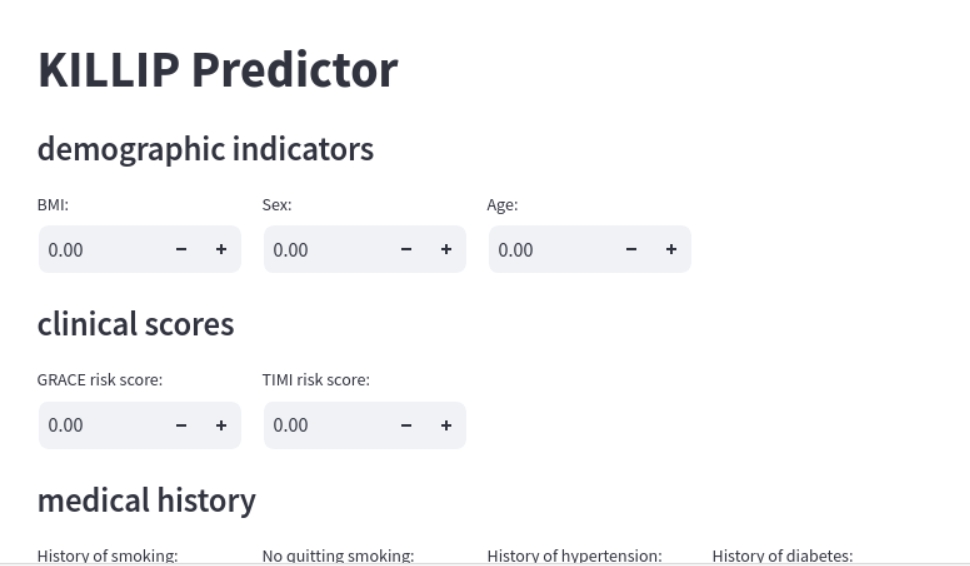 KILLIP Predictor
demographic indicators
BMI: Sex: Age:
0.00 − + 0.00 − + 0.00 − +
clinical scores
GRACE risk score: TIMI risk score:
0.00 − + 0.00 − +
medical history
History of smoking: No quitting smoking: History of hypertension: History of diabetes: